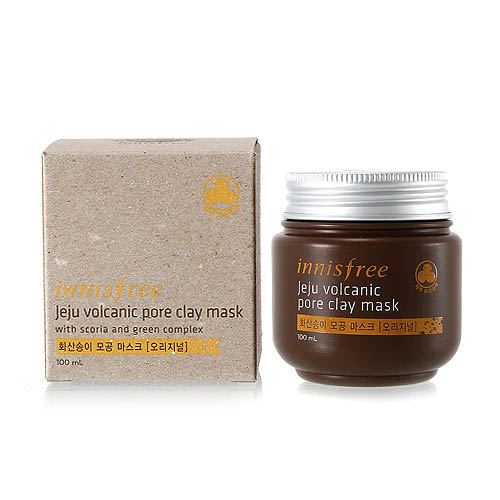 innisfree
Jeju volcanic pore clay mask
with scoria and green complex
화산송이 모공 마스크 [오리지널]
100 mL
innisfree
Jeju volcanic
pore clay mask
화산송이 모공 마스크 [오리지널]
100 mL